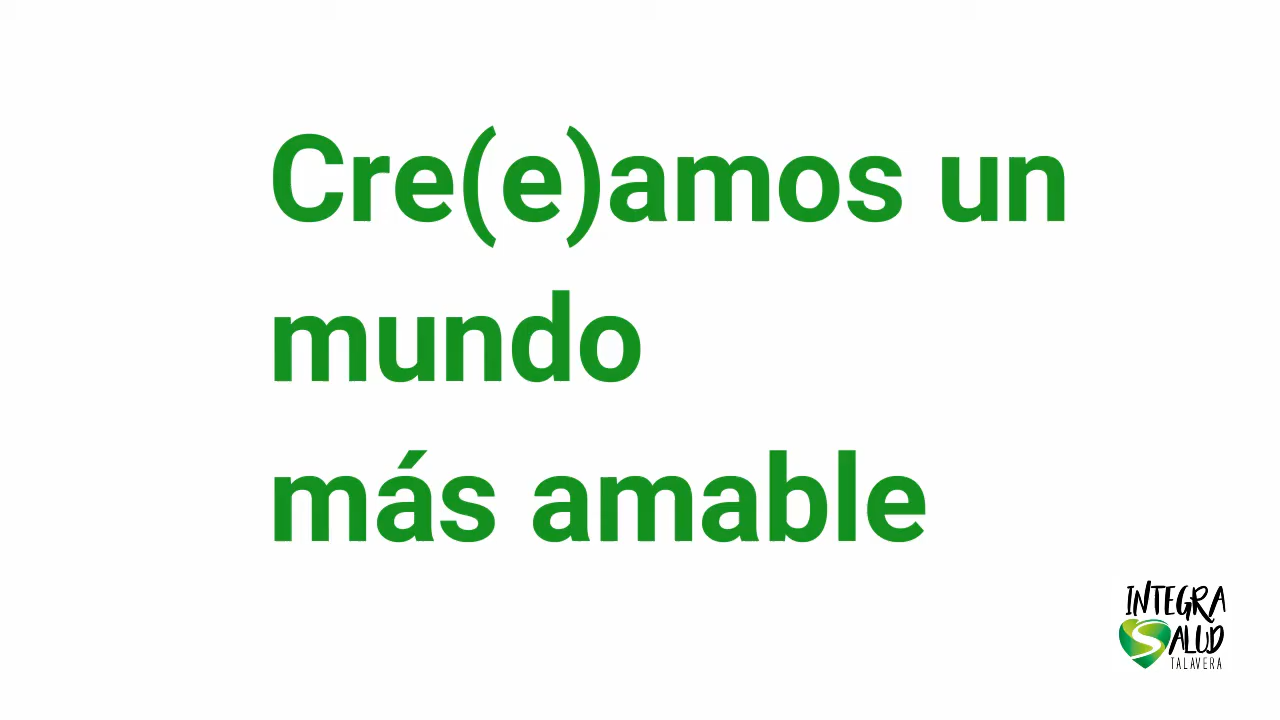 Cre(e)amos un
mundo
más amable
INTEGRA
SALUD
TALAVERA